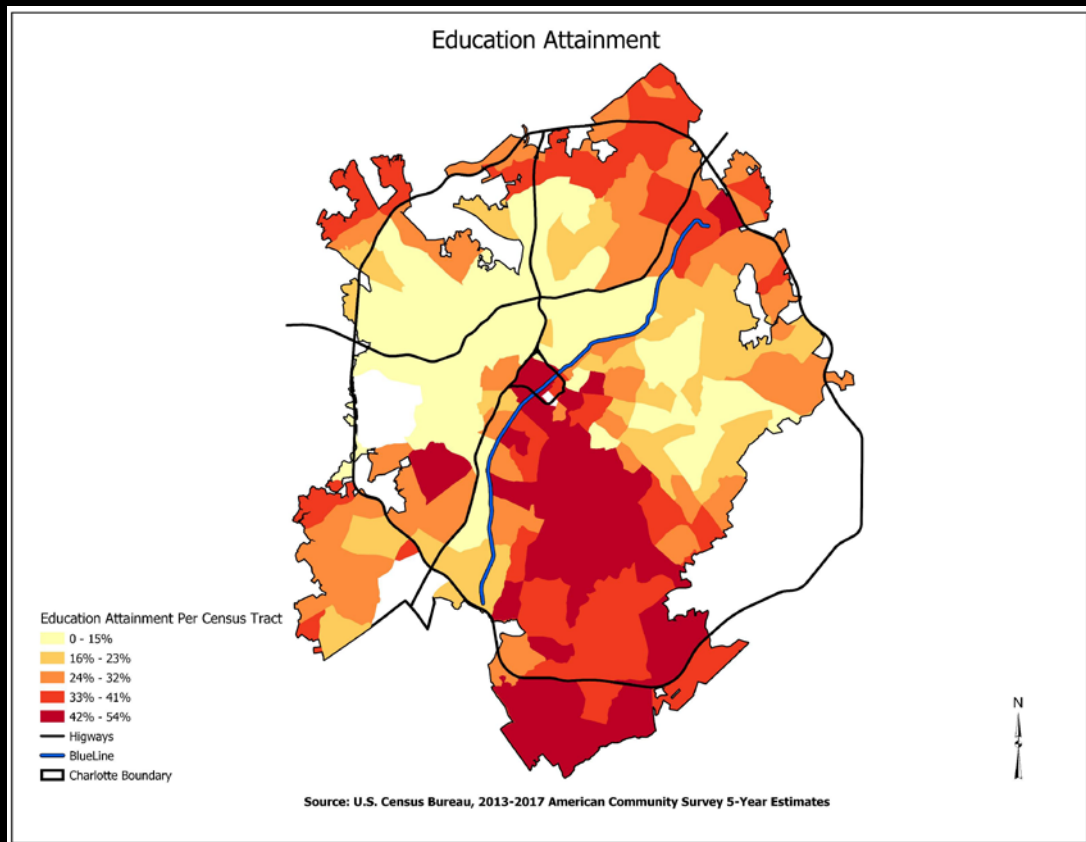 Education Attainment
Education Attainment Per Census Tract
0 - 15%
16% - 23%
24% - 32%
33% - 41%
42% - 54%
Higways
BlueLine
Charlotte Boundary
N
Source: U.S. Census Bureau, 2013-2017 American Community Survey 5-Year Estimates